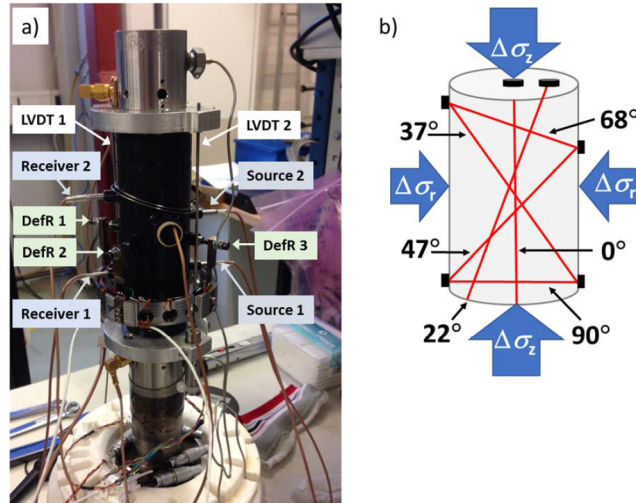 a)
LVDT 1
LVDT 2
Receiver 2
Source 2
DefR 1
DefR 2
DefR 3
Receiver 1
Source 1
b)
Δσz
37°
68°
Δσr
Δσr
47°
0°
22°
90°
Δσz